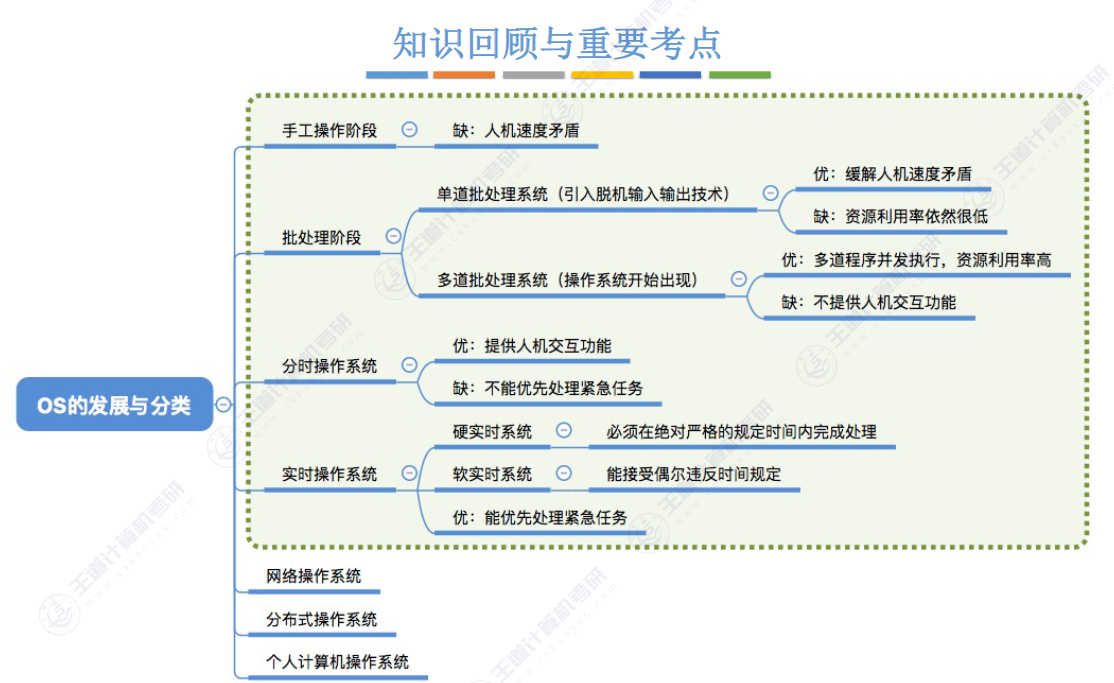 知识回顾与重要考点
手工操作阶段
缺：人机速度矛盾
批处理阶段
单道批处理系统（引入脱机输入输出技术）
优：缓解人机速度矛盾
缺：资源利用率依然很低
多道批处理系统（操作系统开始出现）
优：多道程序并发执行，资源利用率高
缺：不提供人机交互功能
OS的发展与分类
分时操作系统
优：提供人机交互功能
缺：不能优先处理紧急任务
实时操作系统
硬实时系统
必须在绝对严格的规定时间内完成处理
软实时系统
能接受偶尔违反时间规定
优：能优先处理紧急任务
网络操作系统
分布式操作系统
个人计算机操作系统
王道计算机考研
www.cskaoyan.com